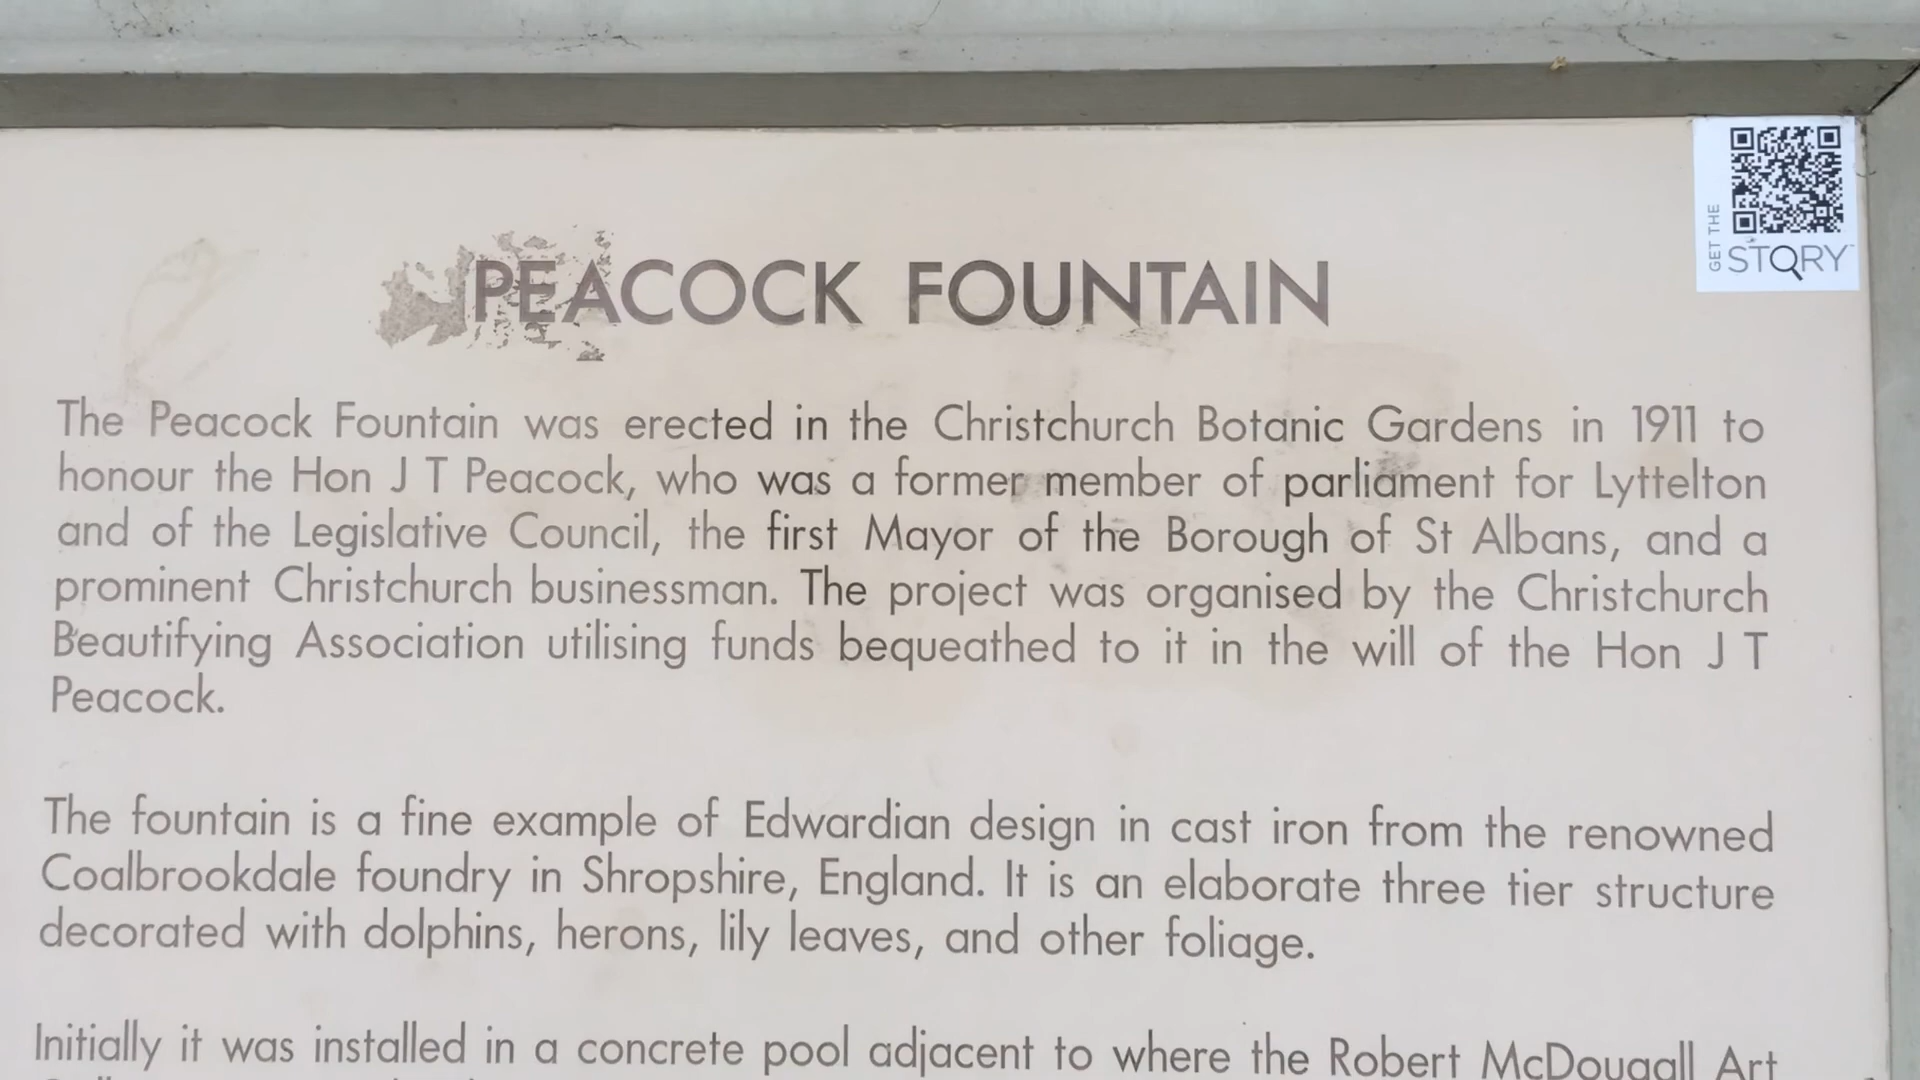 GET THE
STORY
PEACOCK FOUNTAIN
The Peacock Fountain was erected in the Christchurch Botanic Gardens in 1911 to
honour the Hon J T Peacock, who was a former member of parliament for Lyttelton
and of the Legislative Council, the first Mayor of the Borough of St Albans, and a
prominent Christchurch businessman. The project was organised by the Christchurch
Beautifying Association utilising funds bequeathed to it in the will of the Hon J T
Peacock.
The fountain is a fine example of Edwardian design in cast iron from the renowned
Coalbrookdale foundry in Shropshire, England. It is an elaborate three tier structure
decorated with dolphins, herons, lily leaves, and other foliage.
Initially it was installed in a concrete pool adjacent to where the Robert McDougall Art